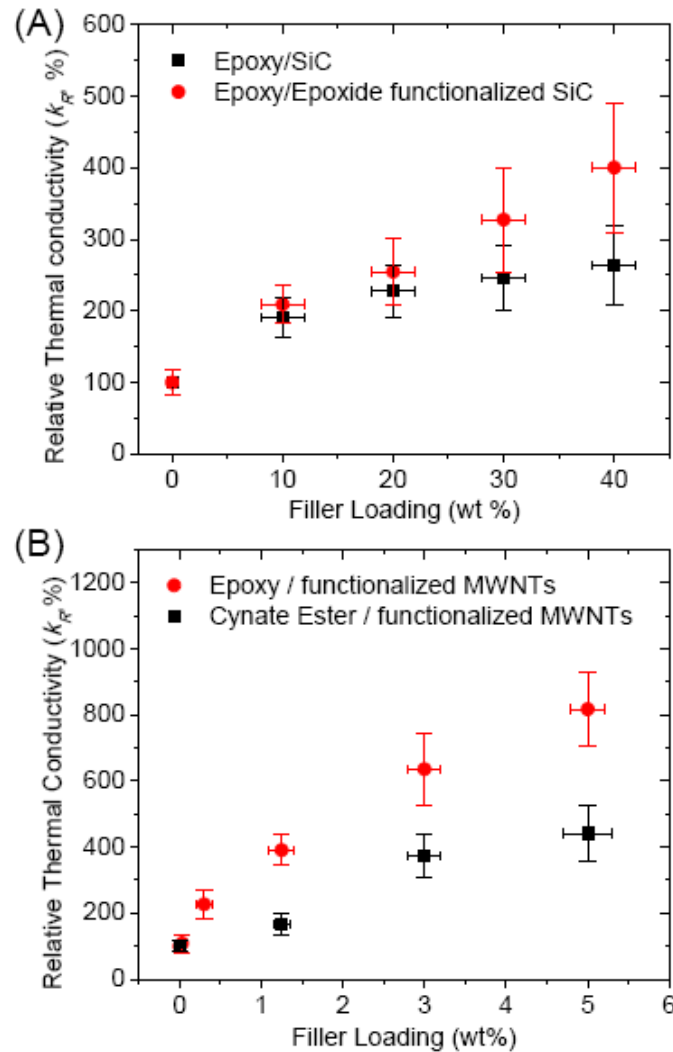 (A)
600
500
400
300
200
100
0
Relative Thermal conductivity (k_R, %)
Epoxy/SiC
Epoxy/Epoxide functionalized SiC
0 10 20 30 40
Filler Loading (wt %)
(B)
1200
1000
800
600
400
200
0
Relative Thermal Conductivity (k_R, %)
Epoxy / functionalized MWNTs
Cynate Ester / functionalized MWNTs
0 1 2 3 4 5 6
Filler Loading (wt%)